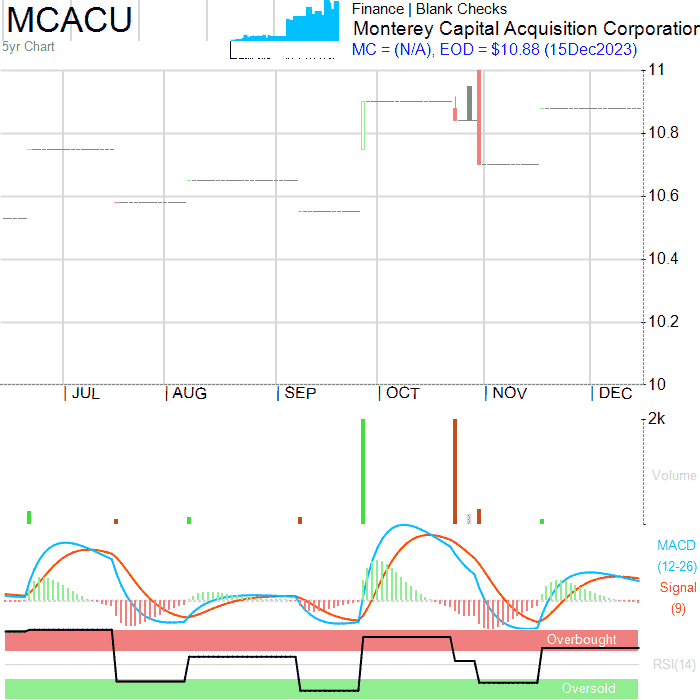 MCACU
5yr Chart
Finance | Blank Checks
Monterey Capital Acquisition Corporation
MC = (N/A), EOD = $10.88 (15Dec2023)
11
10.8
10.6
10.4
10.2
10
JUL AUG SEP OCT NOV DEC
2k
Volume
MACD
(12-26)
Signal
(9)
Overbought
RSI(14)
Oversold